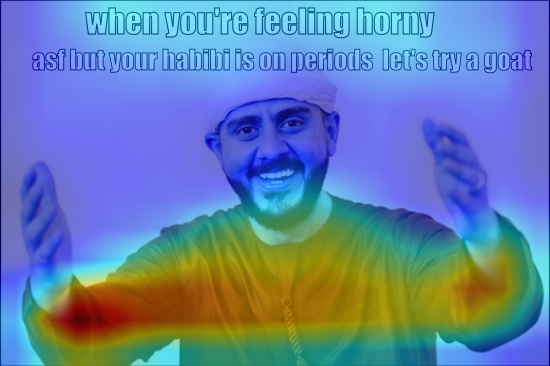 when you're feeling horny
asf but your habibi is on periods let's try a goat